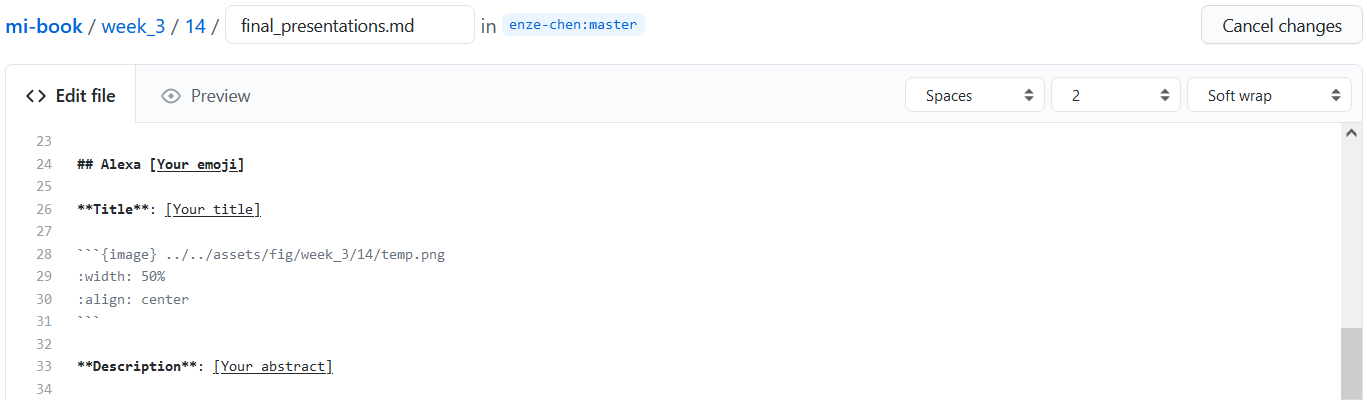 mi-book / week_3 / 14 / final_presentations.md in enze-chen:master Cancel changes
<> Edit file Preview Spaces 2 Soft wrap
23
24 ## Alexa [Your emoji]
25
26 **Title**: [Your title]
27
28 ```{image} ../../assets/fig/week_3/14/temp.png
29 :width: 50%
30 :align: center
31 ```
32
33 **Description**: [Your abstract]
34